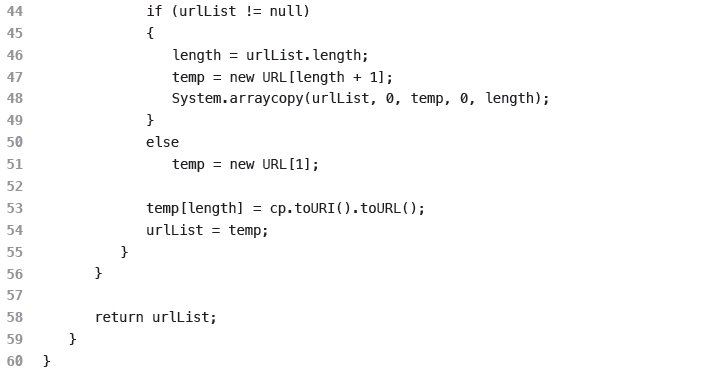 44               if (urlList != null)
45               {
46                  length = urlList.length;
47                  temp = new URL[length + 1];
48                  System.arraycopy(urlList, 0, temp, 0, length);
49               }
50               else
51                  temp = new URL[1];
52
53               temp[length] = cp.toURI().toURL();
54               urlList = temp;
55            }
56         }
57
58         return urlList;
59      }
60   }